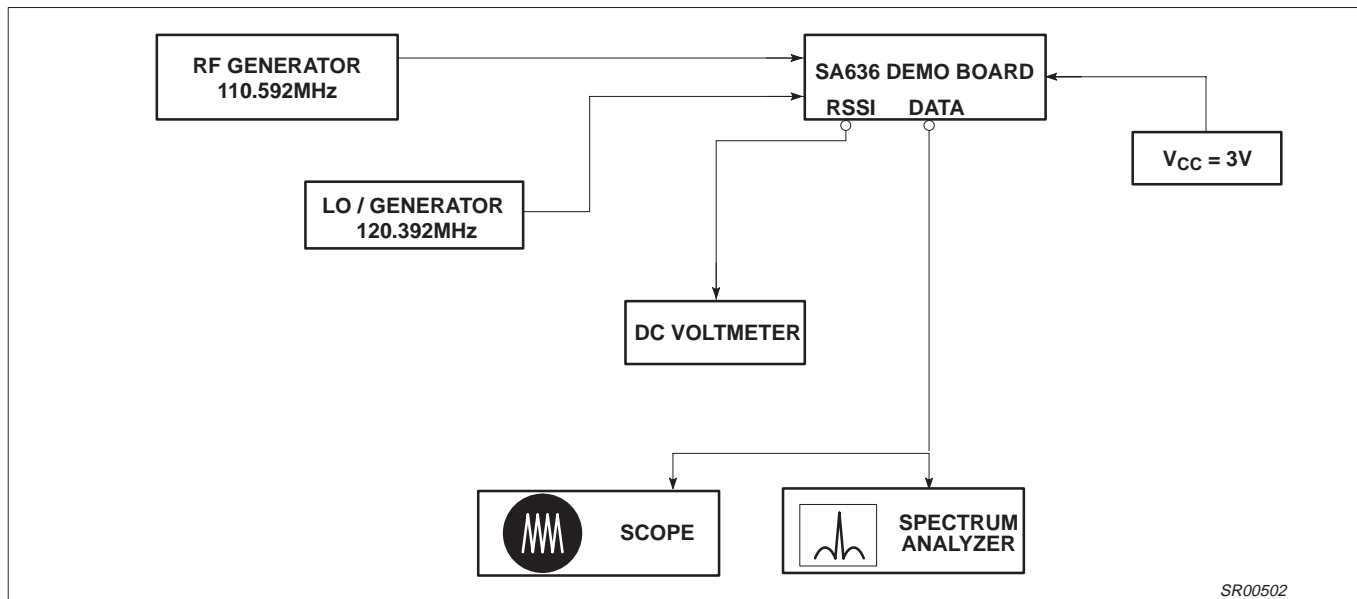 RF GENERATOR
110.592MHz
SA636 DEMO BOARD
RSSI DATA
V_CC = 3V
LO / GENERATOR
120.392MHz
DC VOLTMETER
SCOPE
SPECTRUM
ANALYZER
SR00502